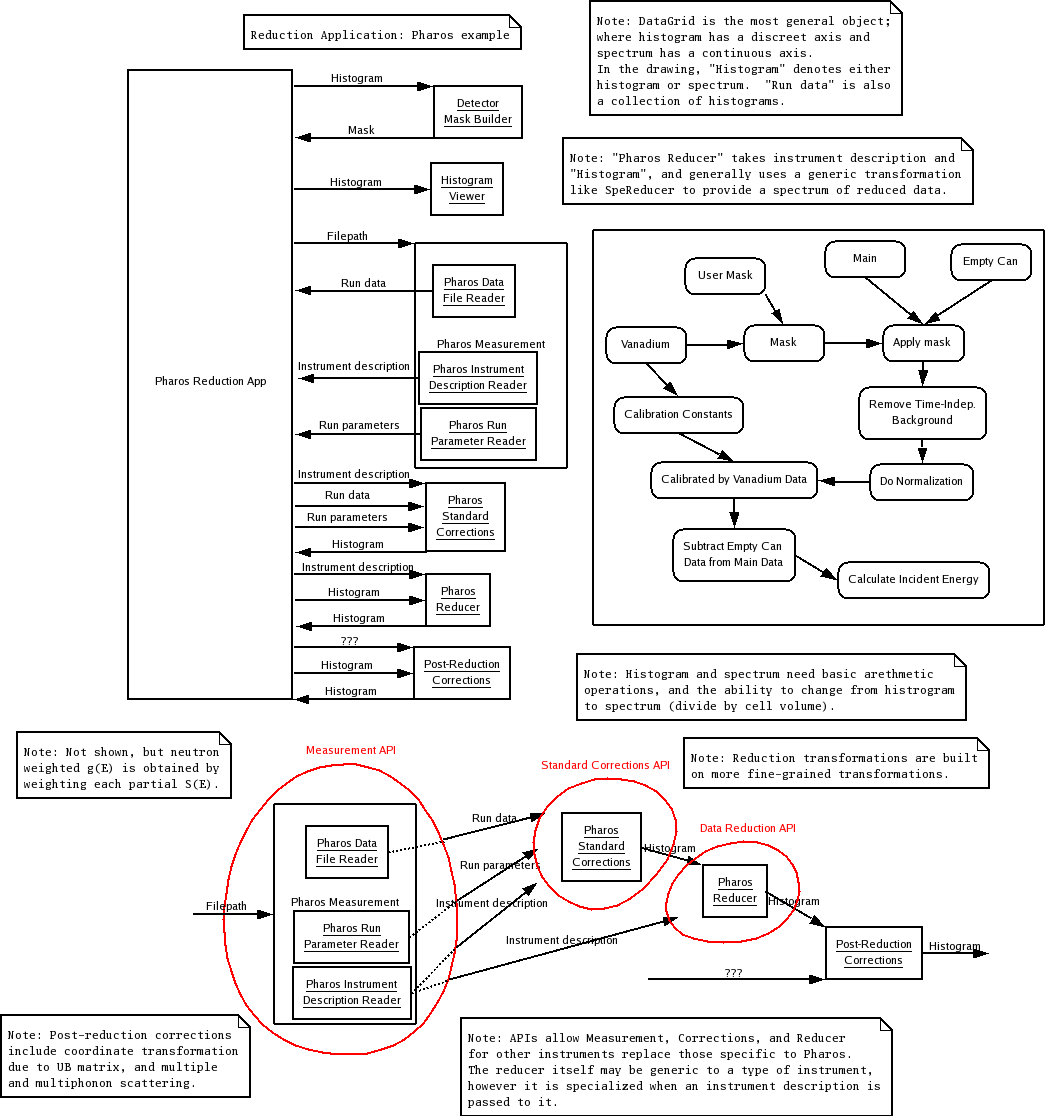 Reduction Application: Pharos example
Note: DataGrid is the most general object;
where histogram has a discreet axis and
spectrum has a continuous axis.
In the drawing, "Histogram" denotes either
histogram or spectrum.  "Run data" is also
a collection of histograms.
Note: "Pharos Reducer" takes instrument description and
"Histogram", and generally uses a generic transformation
like SpeReducer to provide a spectrum of reduced data.
Pharos Reduction App
Histogram
Detector
Mask Builder
Mask
Histogram
Histogram
Viewer
Filepath
Run data
Pharos Data
File Reader
Pharos Measurement
Instrument description
Pharos Instrument
Description Reader
Run parameters
Pharos Run
Parameter Reader
Instrument description
Run data
Run parameters
Histogram
Pharos
Standard
Corrections
Instrument description
Histogram
Histogram
Pharos
Reducer
???
Histogram
Histogram
Post-Reduction
Corrections
Main
Empty Can
User Mask
Vanadium
Mask
Apply mask
Calibration Constants
Remove Time-Indep.
Background
Calibrated by Vanadium Data
Do Normalization
Subtract Empty Can
Data from Main Data
Calculate Incident Energy
Note: Histogram and spectrum need basic arethmetic
operations, and the ability to change from histrogram
to spectrum (divide by cell volume).
Note: Not shown, but neutron
weighted g(E) is obtained by
weighting each partial S(E).
Note: Reduction transformations are built
on more fine-grained transformations.
Measurement API
Standard Corrections API
Data Reduction API
Filepath
Pharos Data
File Reader
Pharos Measurement
Pharos Run
Parameter Reader
Pharos Instrument
Description Reader
Run data
Run parameters
Instrument description
Instrument description
Pharos
Standard
Corrections
Histogram
Pharos
Reducer
Histogram
???
Post-Reduction
Corrections
Histogram
Note: Post-reduction corrections
include coordinate transformation
due to UB matrix, and multiple
and multiphonon scattering.
Note: APIs allow Measurement, Corrections, and Reducer
for other instruments replace those specific to Pharos.
The reducer itself may be generic to a type of instrument,
however it is specialized when an instrument description is
passed to it.